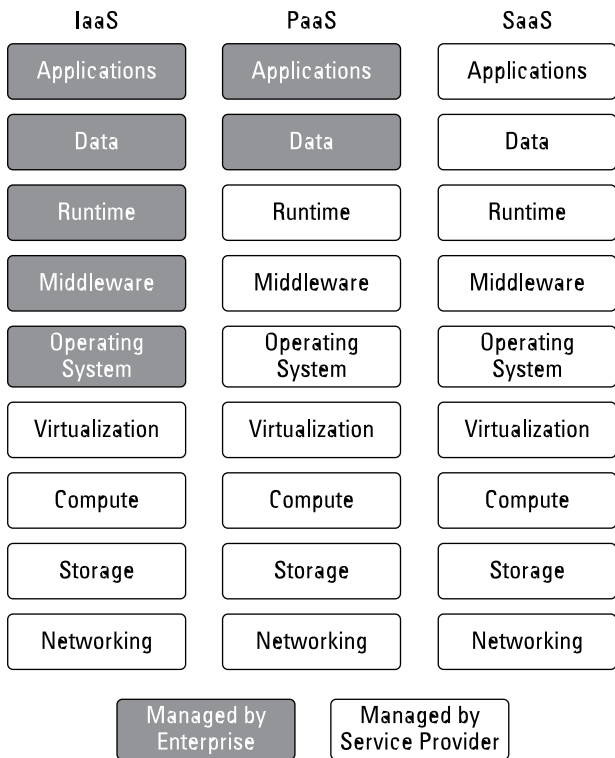 IaaS PaaS SaaS
Applications Applications Applications
Data Data Data
Runtime Runtime Runtime
Middleware Middleware Middleware
Operating Operating Operating
System System System
Virtualization Virtualization Virtualization
Compute Compute Compute
Storage Storage Storage
Networking Networking Networking
Managed by Managed by
Enterprise Service Provider